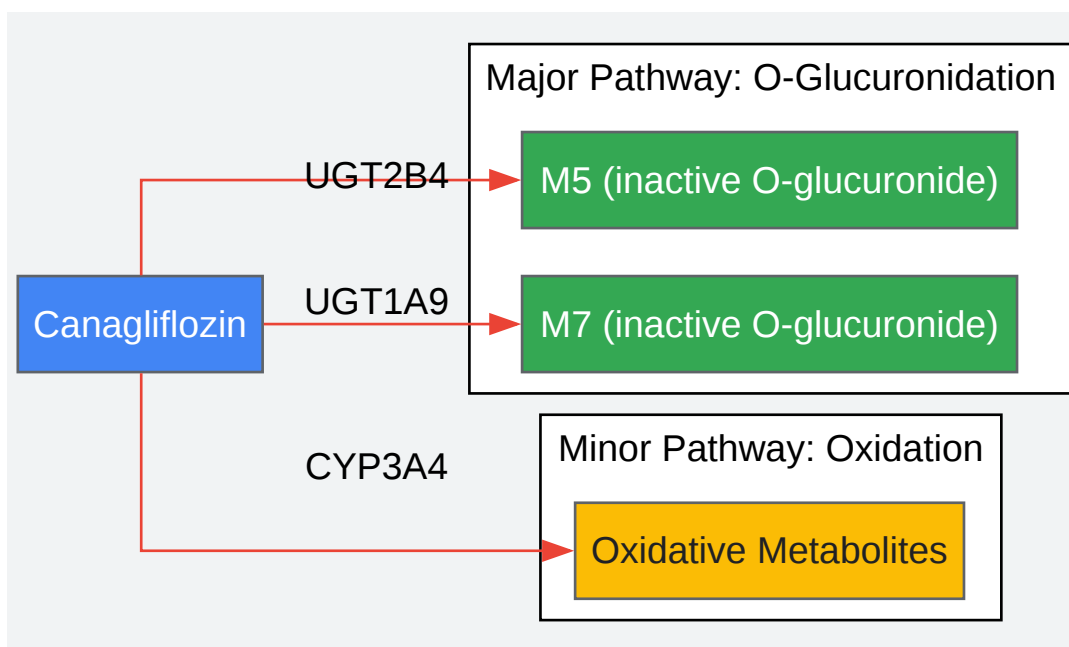 Major Pathway: O-Glucuronidation
UGT2B4
M5 (inactive O-glucuronide)
Canagliflozin
UGT1A9
M7 (inactive O-glucuronide)
Minor Pathway: Oxidation
CYP3A4
Oxidative Metabolites